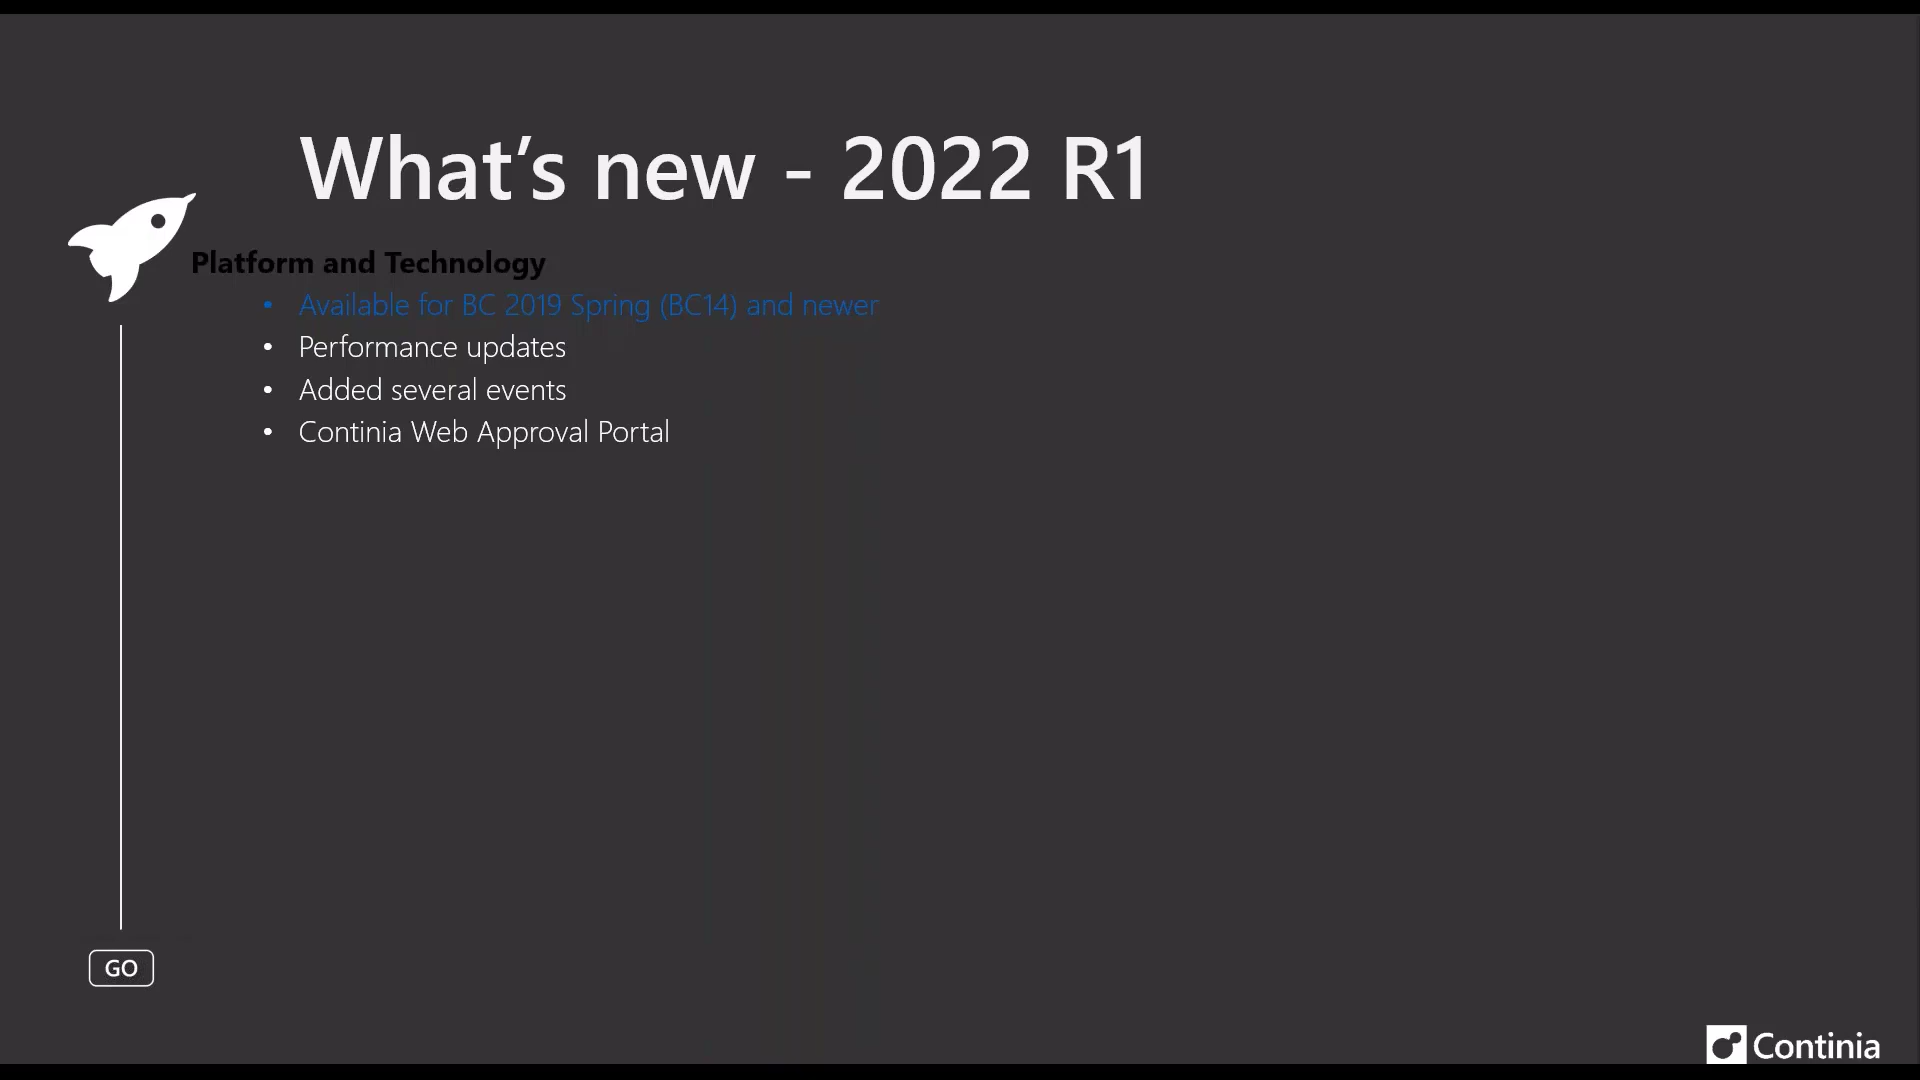 What's new - 2022 R1
Platform and Technology
• Available for BC 2019 Spring (BC14) and newer
• Performance updates
• Added several events
• Continia Web Approval Portal
GO
Continia